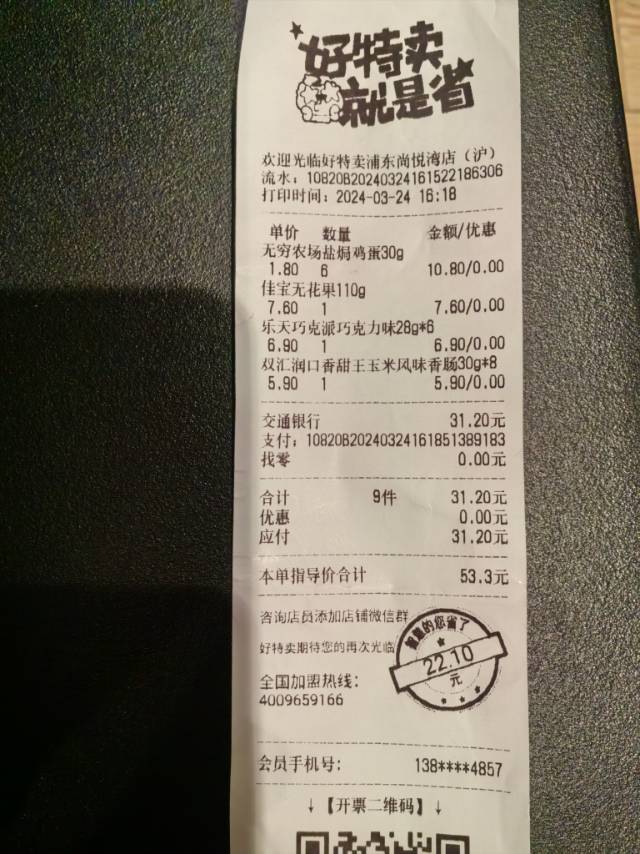 好特卖
就是省
欢迎光临好特卖浦东尚悦湾店（沪）
流水：10820B20240324161522186306
打印时间：2024-03-24 16:18
单价 数量 金额/优惠
无穷农场盐焗鸡蛋30g
1.80 6 10.80/0.00
佳宝无花果110g
7.60 1 7.60/0.00
乐天巧克派巧克力味28g*6
6.90 1 6.90/0.00
双汇润口香甜王玉米风味香肠30g*8
5.90 1 5.90/0.00
交通银行 31.20元
支付：10820B20240324161851389183
找零 0.00元
合计 9件 31.20元
优惠 0.00元
应付 31.20元
本单指导价合计 53.3元
咨询店员添加店铺微信群
好特卖期待您的再次光临
全国加盟热线：
4009659166
的您省了
22.10
元
会员手机号： 138****4857
↓【开票二维码】↓